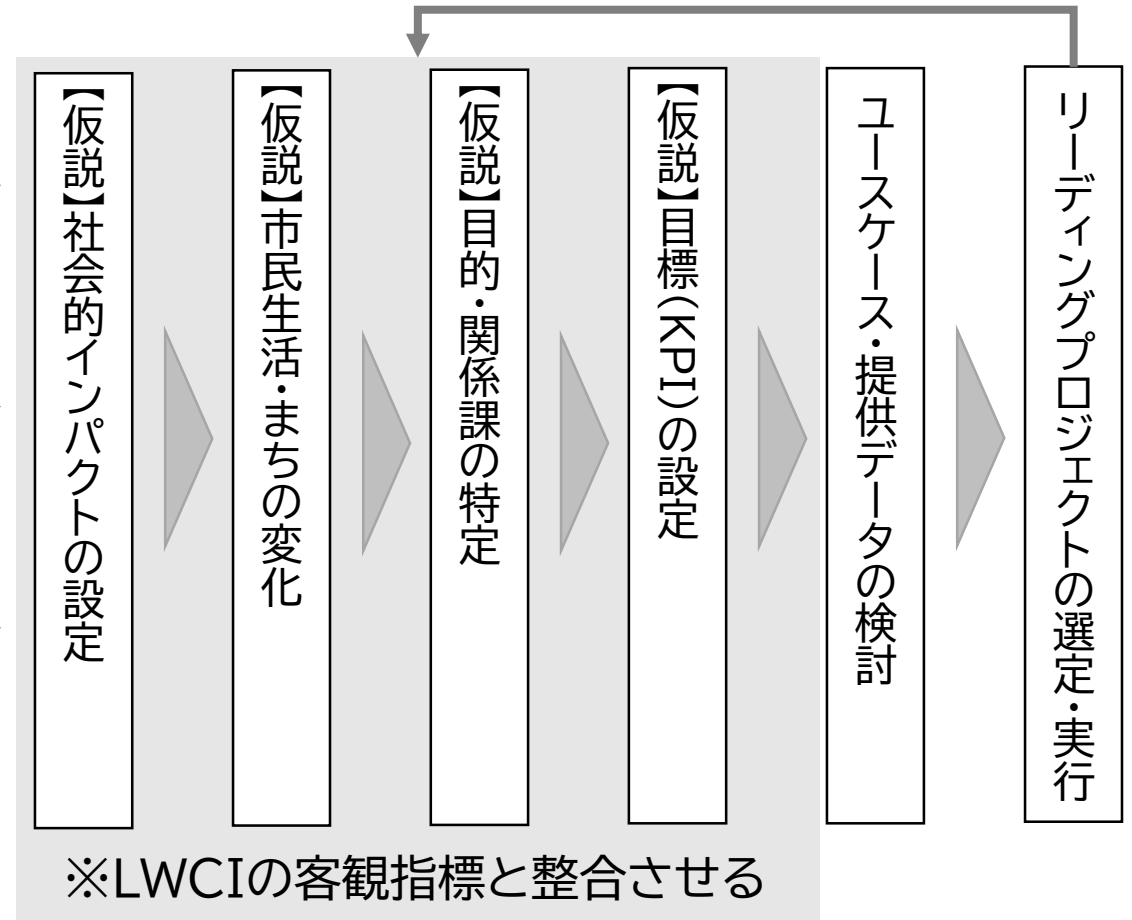 【仮説】社会的インパクトの設定
【仮説】市民生活・まちの変化
【仮説】目的・関係課の特定
【仮説】目標(KPI)の設定
ユースケース・提供データの検討
リーディングプロジェクトの選定・実行
※LWCIの客観指標と整合させる